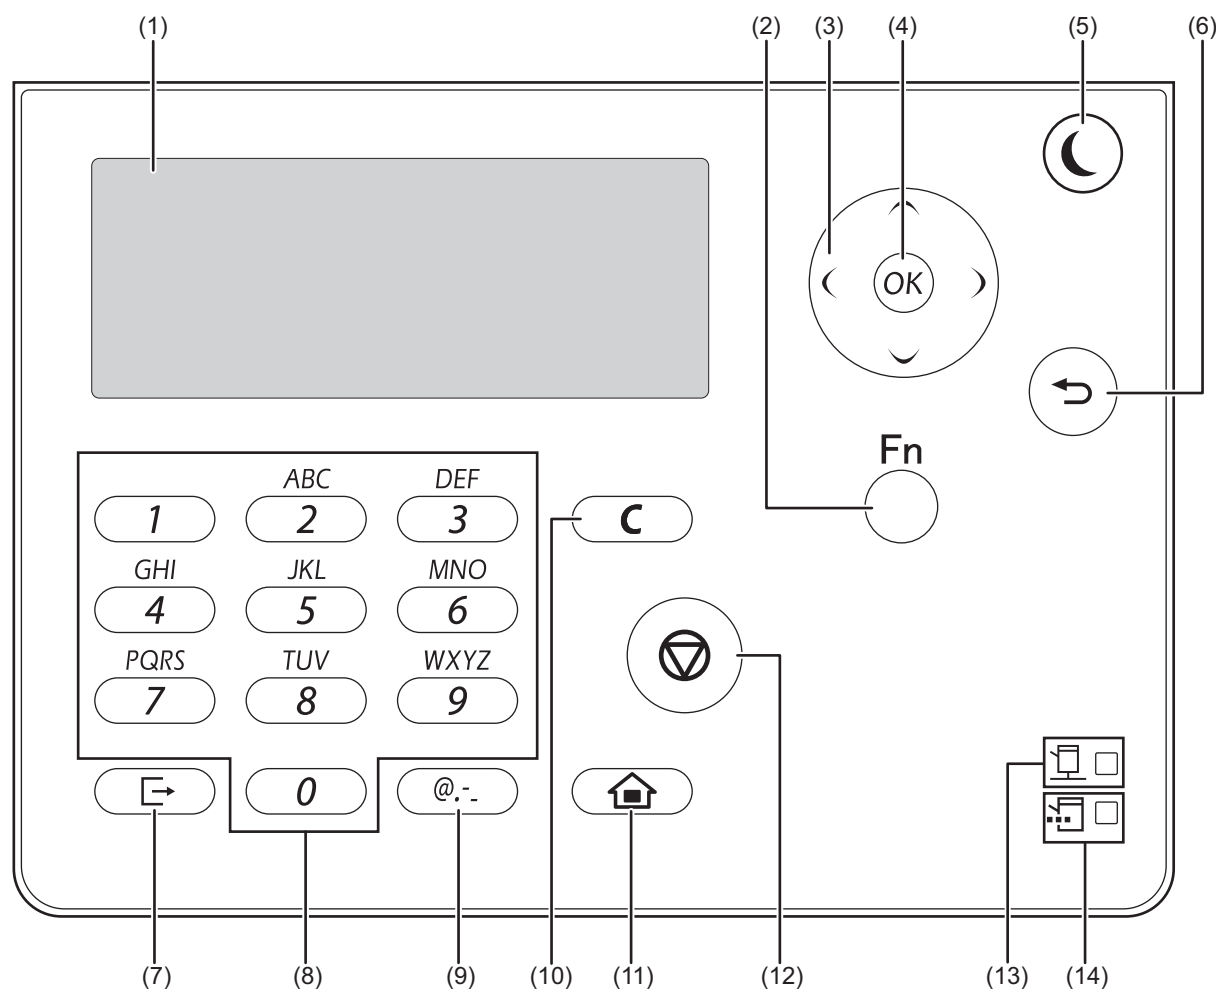 (1) (2) (3) (4) (5) (6)
OK
Fn
ABC DEF
1 2 3 C
(10)
GHI JKL MNO
4 5 6
PQRS TUV WXYZ
7 8 9
0 @.-_
(7) (8) (9) (10) (11) (12) (13) (14)